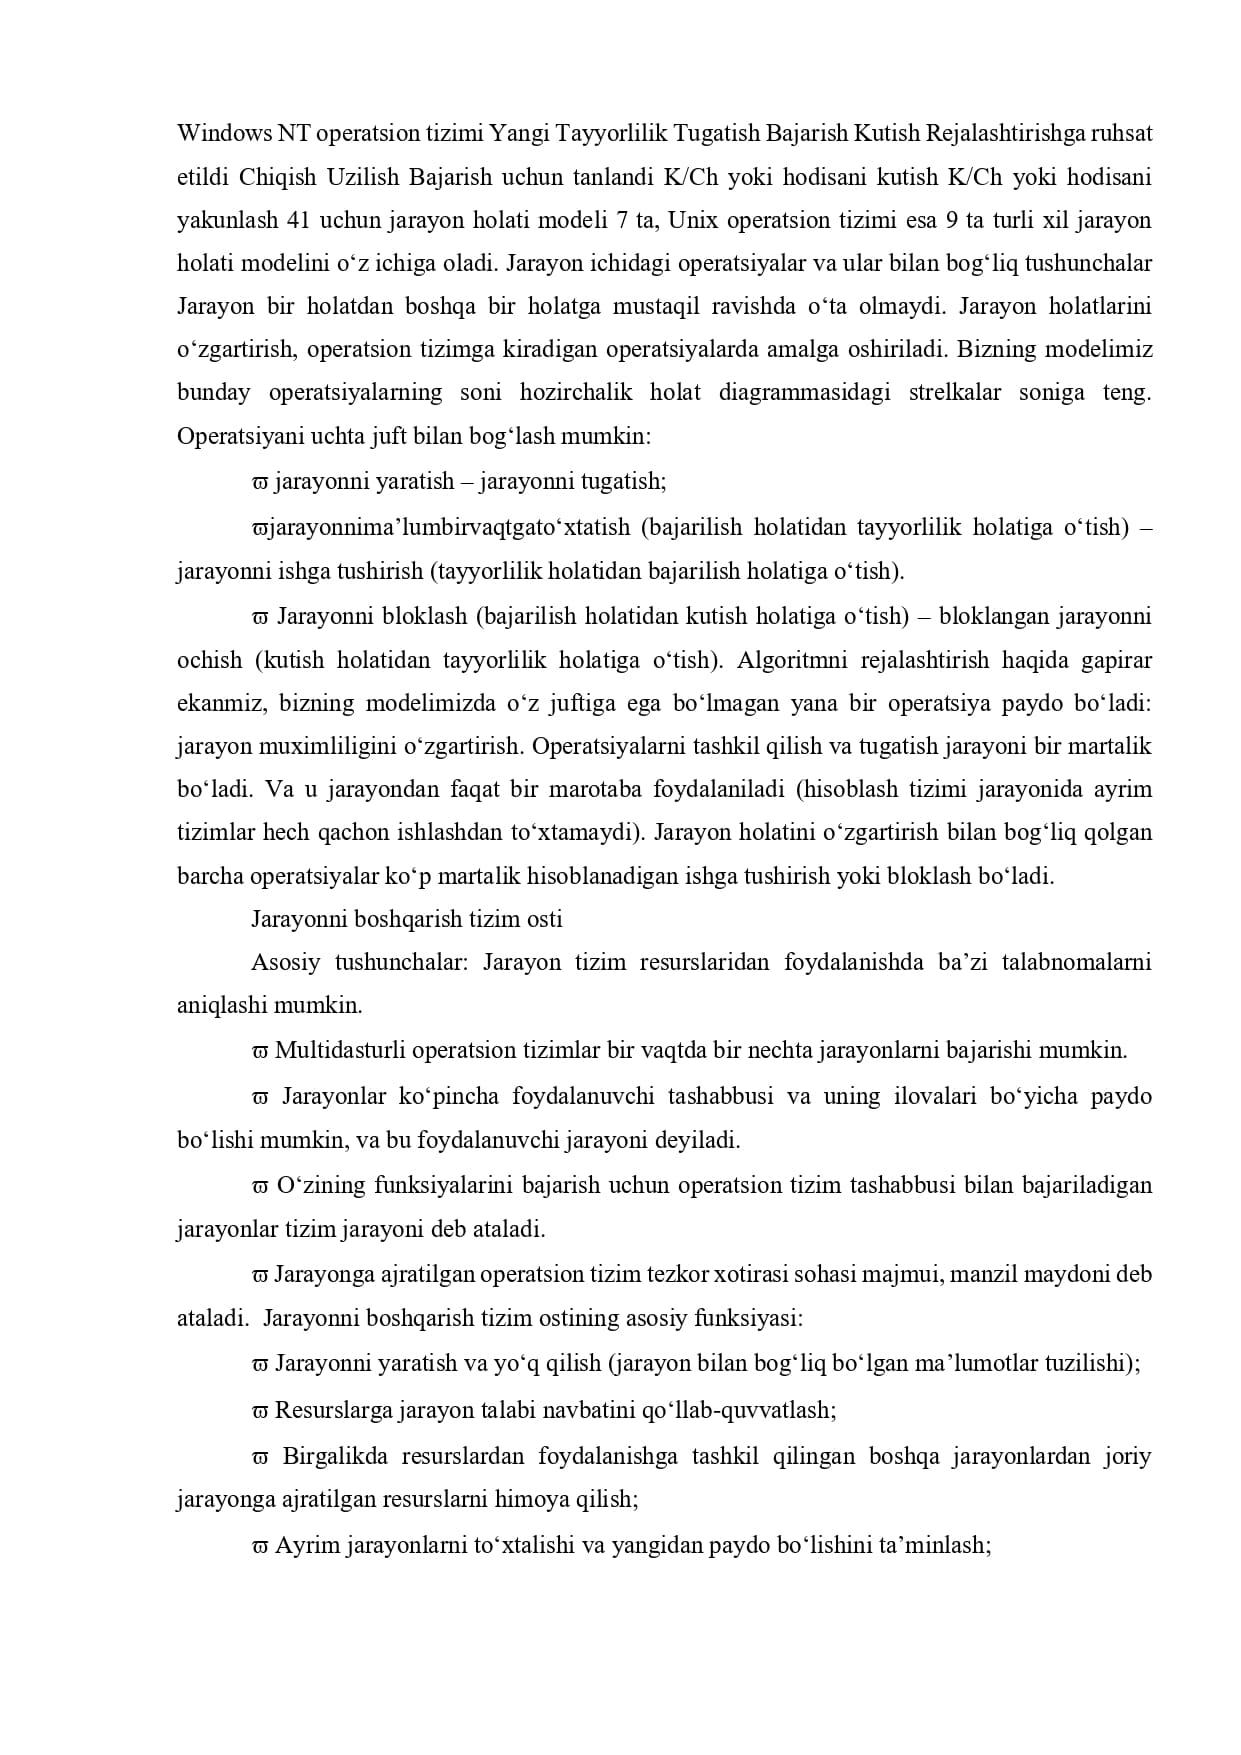 Windows NT operatsion tizimi Yangi Tayyorlilik Tugatish Bajarish Kutish Rejalashtirishga ruhsat
etildi Chiqish Uzilish Bajarish uchun tanlandi K/Ch yoki hodisani kutish K/Ch yoki hodisani
yakunlash 41 uchun jarayon holati modeli 7 ta, Unix operatsion tizimi esa 9 ta turli xil jarayon
holati modelini o‘z ichiga oladi. Jarayon ichidagi operatsiyalar va ular bilan bog‘liq tushunchalar
Jarayon bir holatdan boshqa bir holatga mustaqil ravishda o‘ta olmaydi. Jarayon holatlarini
o‘zgartirish, operatsion tizimga kiradigan operatsiyalarda amalga oshiriladi. Bizning modelimiz
bunday operatsiyalarning soni hozirchalik holat diagrammasidagi strelkalar soniga teng.
Operatsiyani uchta juft bilan bog‘lash mumkin:
ϖ jarayonni yaratish – jarayonni tugatish;
ϖjarayonnima’lumbirvaqtgato‘xtatish (bajarilish holatidan tayyorlilik holatiga o‘tish) –
jarayonni ishga tushirish (tayyorlilik holatidan bajarilish holatiga o‘tish).
ϖ Jarayonni bloklash (bajarilish holatidan kutish holatiga o‘tish) – bloklangan jarayonni
ochish (kutish holatidan tayyorlilik holatiga o‘tish). Algoritmni rejalashtirish haqida gapirar
ekanmiz, bizning modelimizda o‘z juftiga ega bo‘lmagan yana bir operatsiya paydo bo‘ladi:
jarayon muximliligini o‘zgartirish. Operatsiyalarni tashkil qilish va tugatish jarayoni bir martalik
bo‘ladi. Va u jarayondan faqat bir marotaba foydalaniladi (hisoblash tizimi jarayonida ayrim
tizimlar hech qachon ishlashdan to‘xtamaydi). Jarayon holatini o‘zgartirish bilan bog‘liq qolgan
barcha operatsiyalar ko‘p martalik hisoblanadigan ishga tushirish yoki bloklash bo‘ladi.
Jarayonni boshqarish tizim osti
Asosiy tushunchalar: Jarayon tizim resurslaridan foydalanishda ba’zi talabnomalarni
aniqlashi mumkin.
ϖ Multidasturli operatsion tizimlar bir vaqtda bir nechta jarayonlarni bajarishi mumkin.
ϖ Jarayonlar ko‘pincha foydalanuvchi tashabbusi va uning ilovalari bo‘yicha paydo
bo‘lishi mumkin, va bu foydalanuvchi jarayoni deyiladi.
ϖ O‘zining funksiyalarini bajarish uchun operatsion tizim tashabbusi bilan bajariladigan
jarayonlar tizim jarayoni deb ataladi.
ϖ Jarayonga ajratilgan operatsion tizim tezkor xotirasi sohasi majmui, manzil maydoni deb
ataladi.  Jarayonni boshqarish tizim ostining asosiy funksiyasi:
ϖ Jarayonni yaratish va yo‘q qilish (jarayon bilan bog‘liq bo‘lgan ma’lumotlar tuzilishi);
ϖ Resurslarga jarayon talabi navbatini qo‘llab-quvvatlash;
ϖ Birgalikda resurslardan foydalanishga tashkil qilingan boshqa jarayonlardan joriy
jarayonga ajratilgan resurslarni himoya qilish;
ϖ Ayrim jarayonlarni to‘xtalishi va yangidan paydo bo‘lishini ta’minlash;